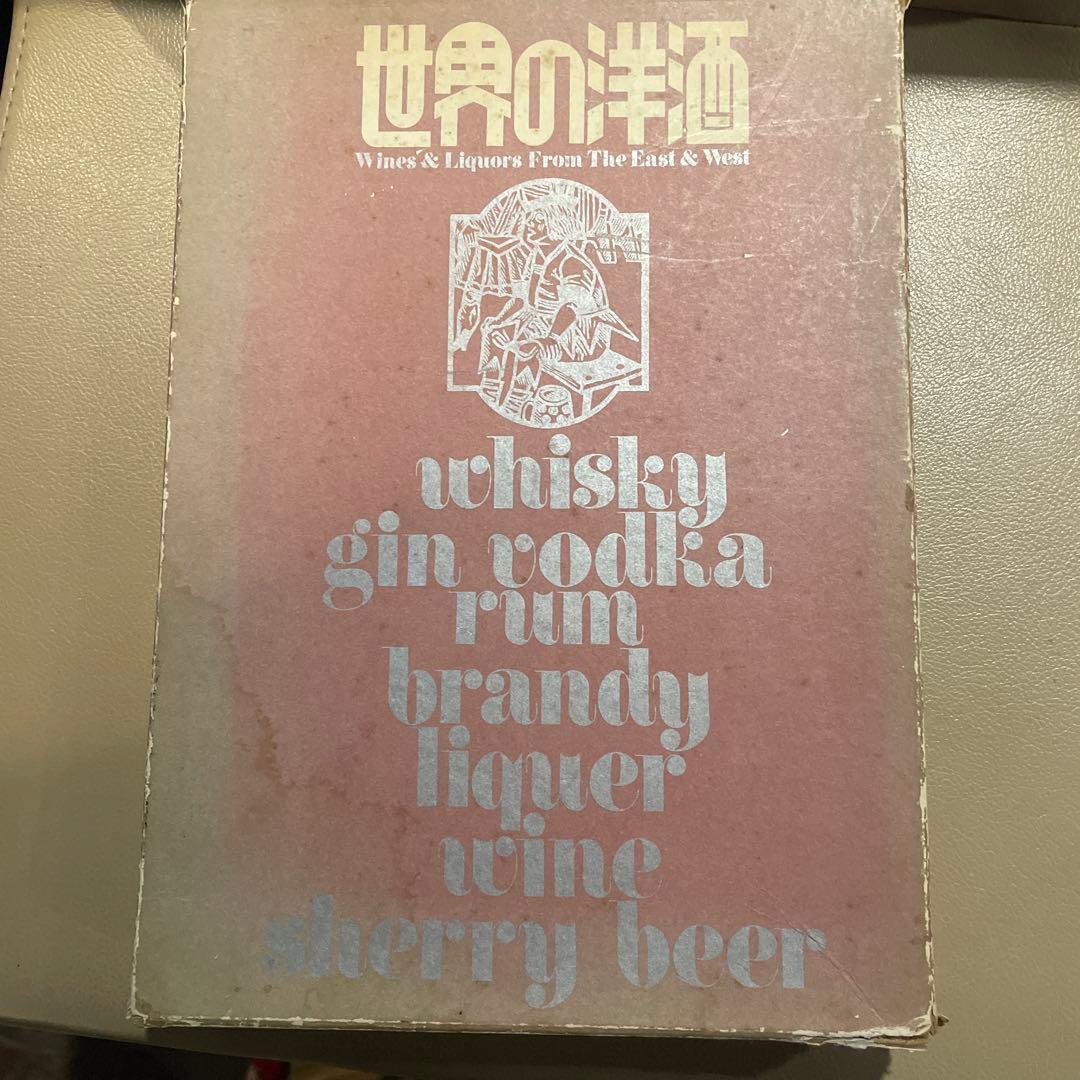 世界の洋酒
Wines & Liquors From The East & West
whisky
gin vodka
rum
brandy
liquer
wine
sherry beer